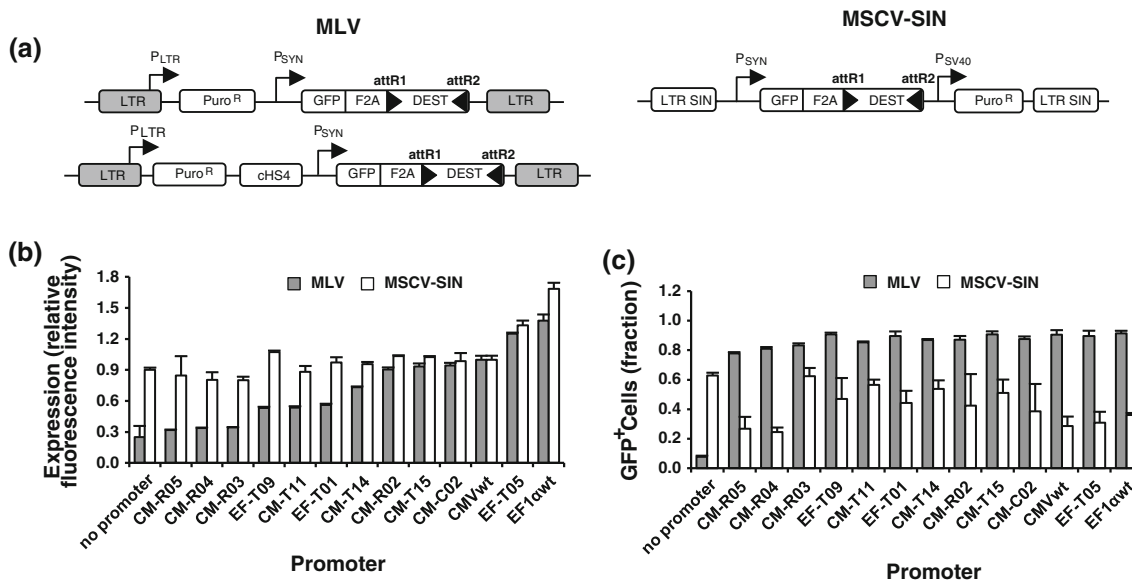 (a)
MLV
PLTR
PSYN
attR1
attR2
LTR
Puro R
GFP
F2A
DEST
LTR
PLTR
PSYN
attR1
attR2
LTR
Puro R
cHS4
GFP
F2A
DEST
LTR
MSCV-SIN
PSYN
attR1
attR2
PSV40
LTR SIN
GFP
F2A
DEST
Puro R
LTR SIN
(b)
Expression (relative
fluorescence intensity)
1.8
1.5
1.2
0.9
0.6
0.3
0.0
MLV
MSCV-SIN
no promoter
CM-R05
CM-R04
CM-R03
EF-T09
CM-T11
EF-T01
CM-T14
CM-R02
CM-T15
CM-C02
CMVwt
EF-T05
EF1αwt
Promoter
(c)
GFP+Cells (fraction)
1.2
1.0
0.8
0.6
0.4
0.2
0.0
MLV
MSCV-SIN
no promoter
CM-R05
CM-R04
CM-R03
EF-T09
CM-T11
EF-T01
CM-T14
CM-R02
CM-T15
CM-C02
CMVwt
EF-T05
EF1αwt
Promoter